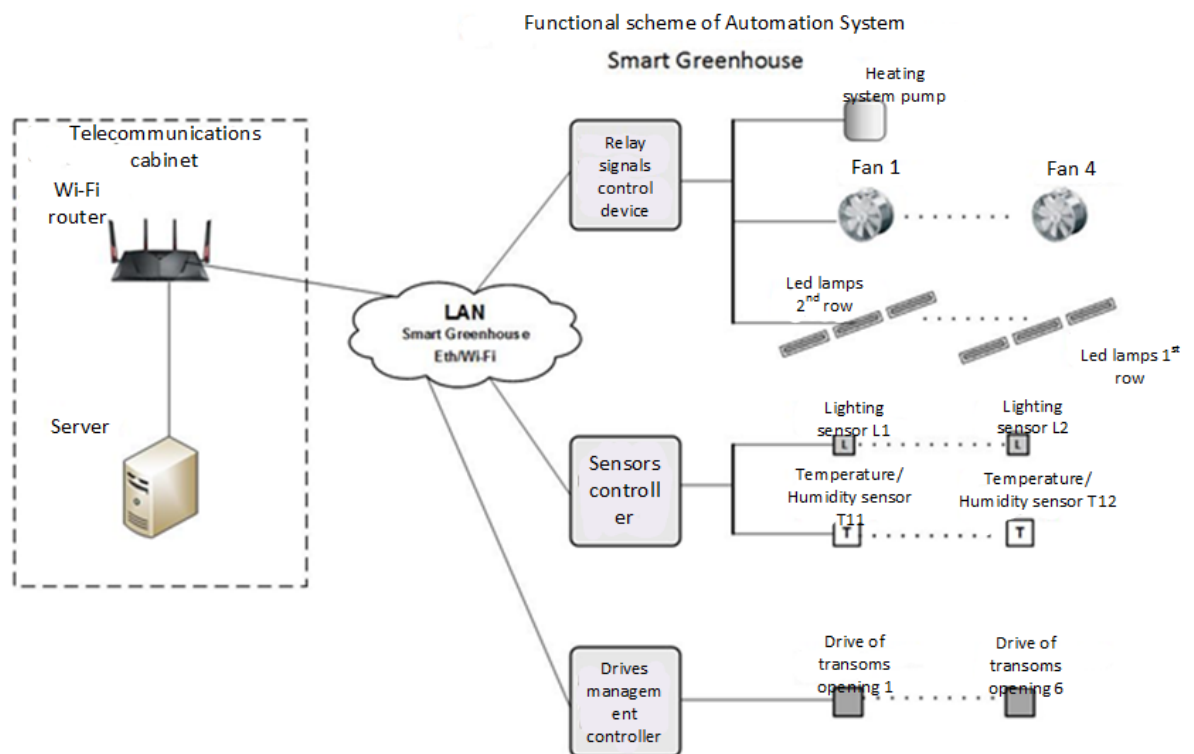 Functional scheme of Automation System
Smart Greenhouse
Heating
system pump
Telecommunications
cabinet
Wi-Fi
router
Relay
signals
control
device
Fan 1
Fan 4
Led lamps
2nd row
LAN
Smart Greenhouse
Eth/Wi-Fi
Led lamps 1st
row
Server
Lighting
sensor L1
Lighting
sensor L2
L
L
Sensors
controll
er
Temperature/
Humidity sensor
T11
Temperature/
Humidity sensor T12
T
T
Drives
managem
ent
controller
Drive of
transoms
opening 1
Drive of
transoms
opening 6